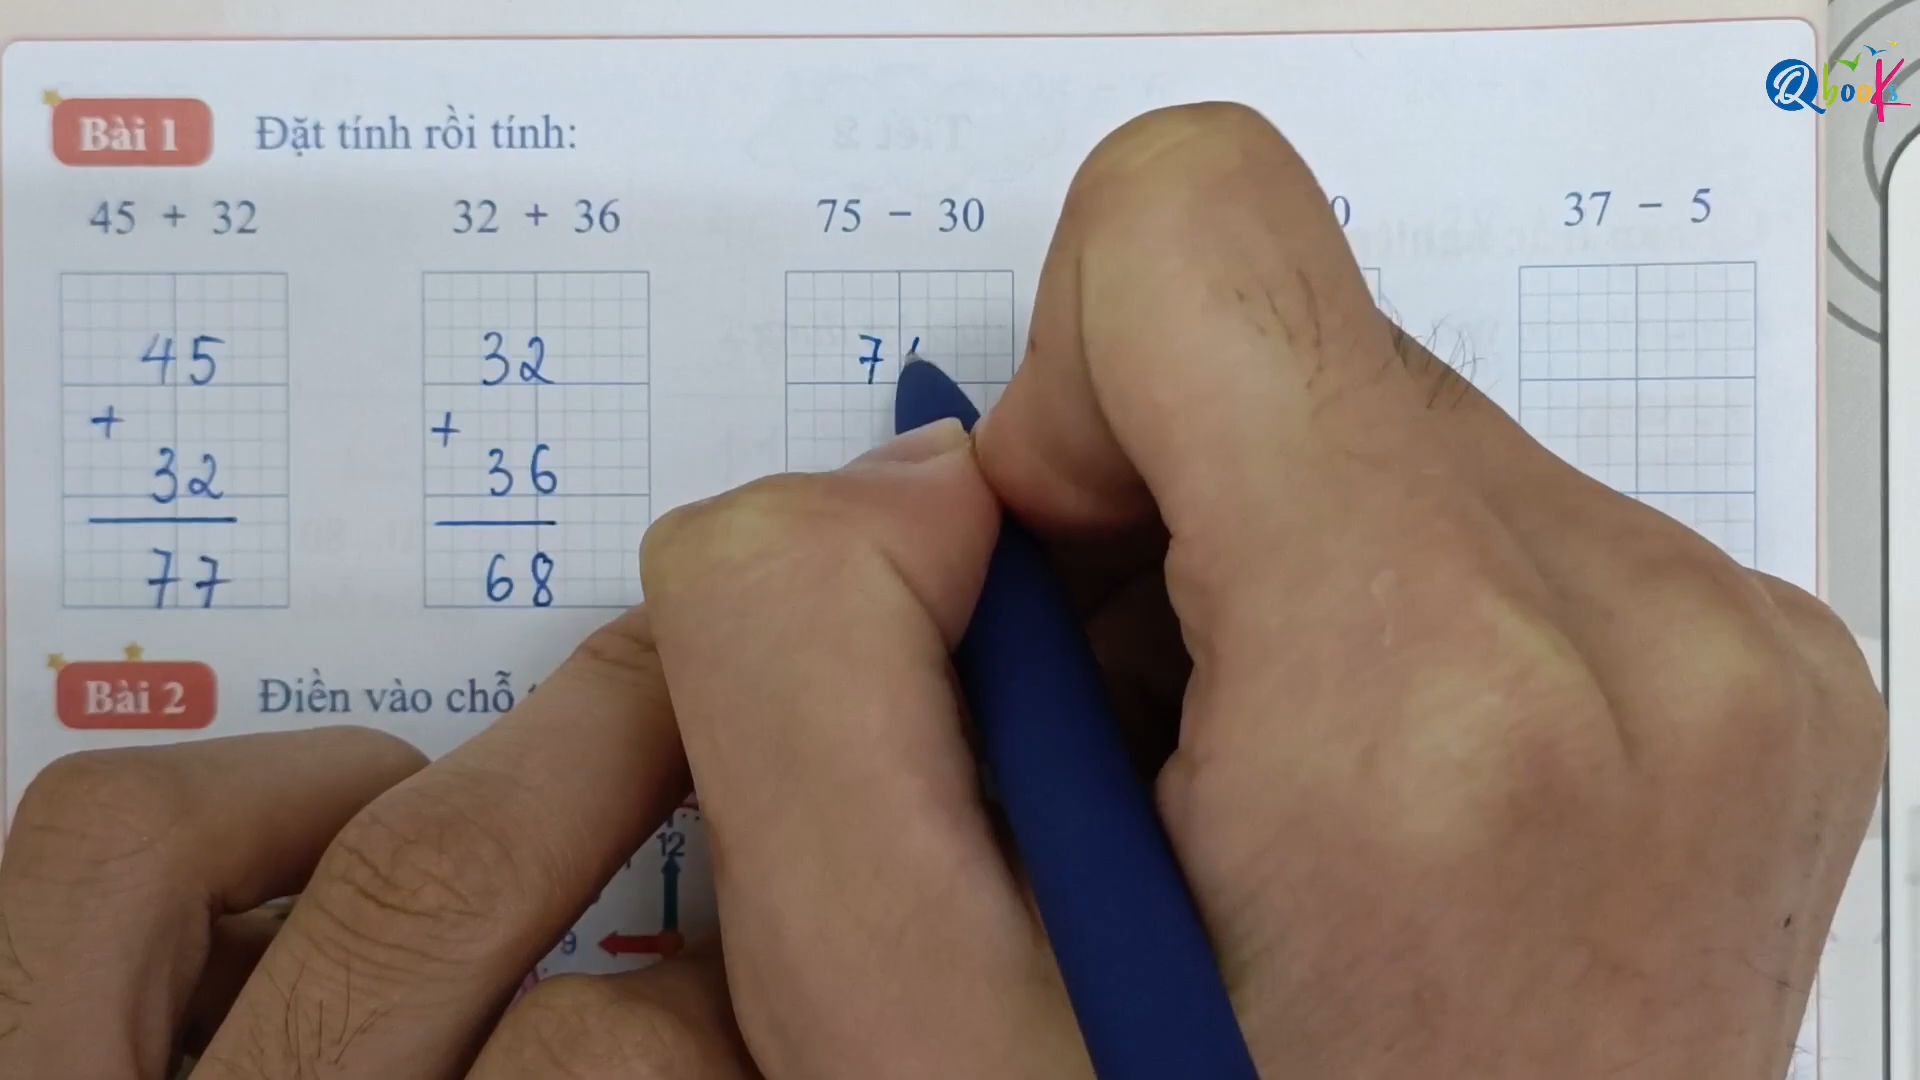 Qbooks
Bài 1 Đặt tính rồi tính:
45 + 32 32 + 36 75 - 30 0 37 - 5
45 32 7
+ +
32 36
77 68
Bài 2 Điền vào chỗ
12
9